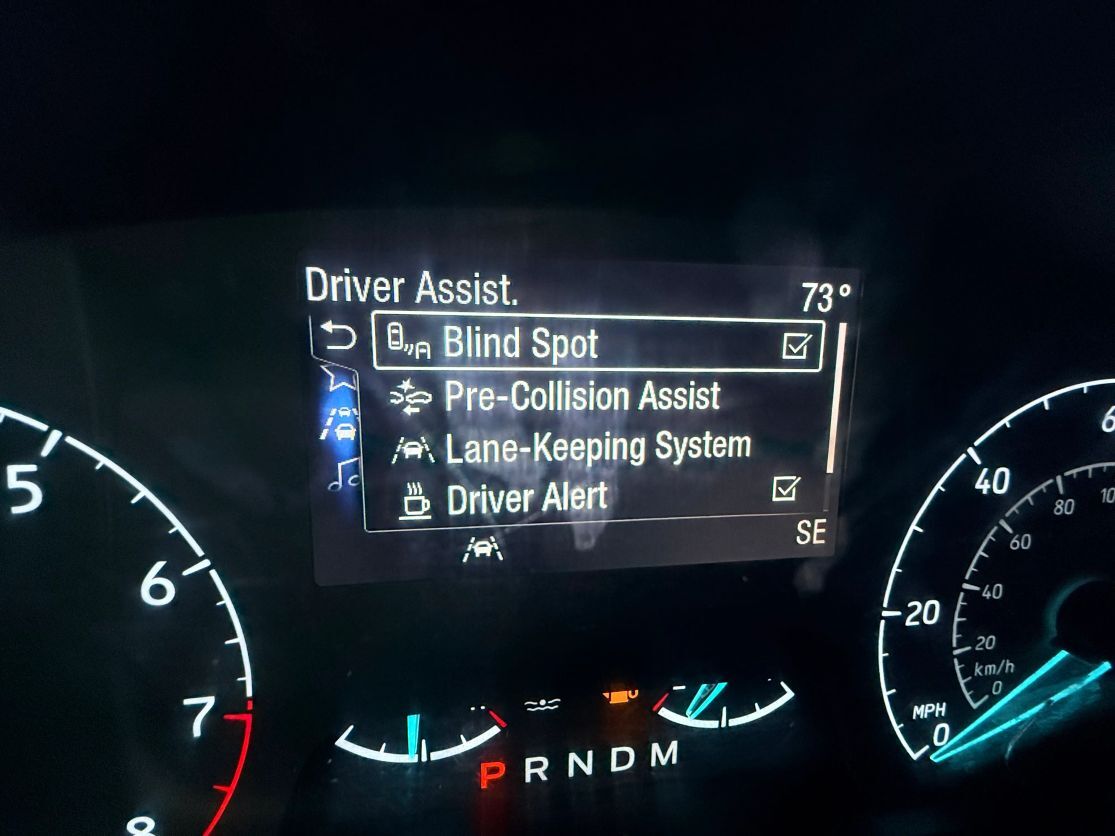 Driver Assist.
73°
Blind Spot
Pre-Collision Assist
Lane-Keeping System
Driver Alert
SE
5
6
7
8
P R N D M
40
20
0
MPH
80
60
40
20
0
km/h